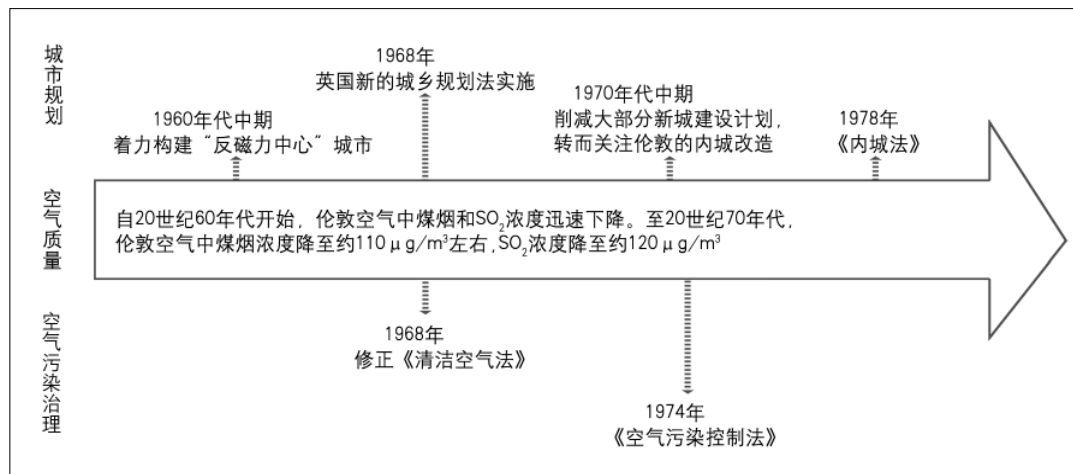 城市规划
1960年代中期
着力构建“反磁力中心”城市
1968年
英国新的城乡规划法实施
1970年代中期
削减大部分新城建设计划，
转而关注伦敦的内城改造
1978年
《内城法》
空气质量
自20世纪60年代开始，伦敦空气中煤烟和SO₂浓度迅速下降。至20世纪70年代，
伦敦空气中煤烟浓度降至约110μg/m³左右，SO₂浓度降至约120μg/m³
空气污染治理
1968年
修正《清洁空气法》
1974年
《空气污染控制法》